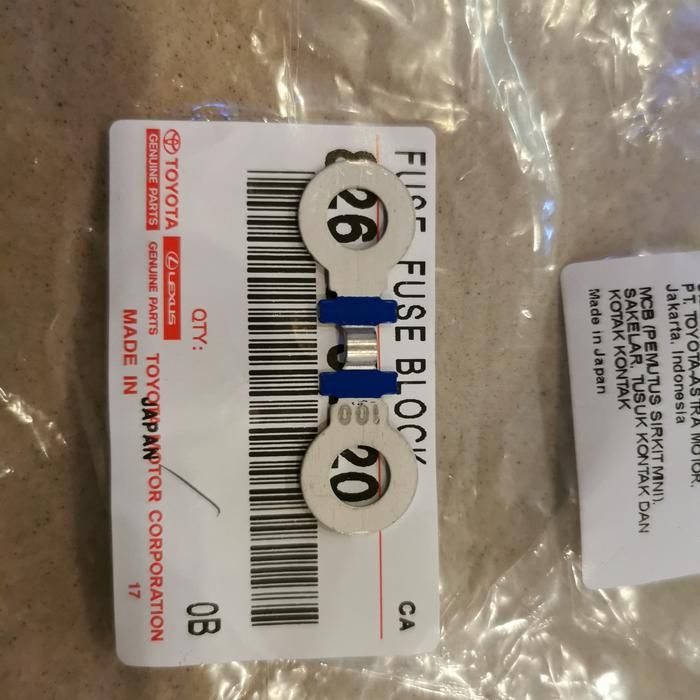 FUSE, FUSE BLOCK
CA
8
26
20
100
QTY:
0B
TOYOTA
GENUINE PARTS
LEXUS
GENUINE PARTS
TOYOTA MOTOR CORPORATION
MADE IN
JAPAN
17
PT. TOYOTA-ASTRA MOTOR,
Jakarta, Indonesia
MCB (PEMUTUS SIRKIT MINI),
SAKELAR, TUSUK KONTAK DAN
KOTAK KONTAK
Made in Japan